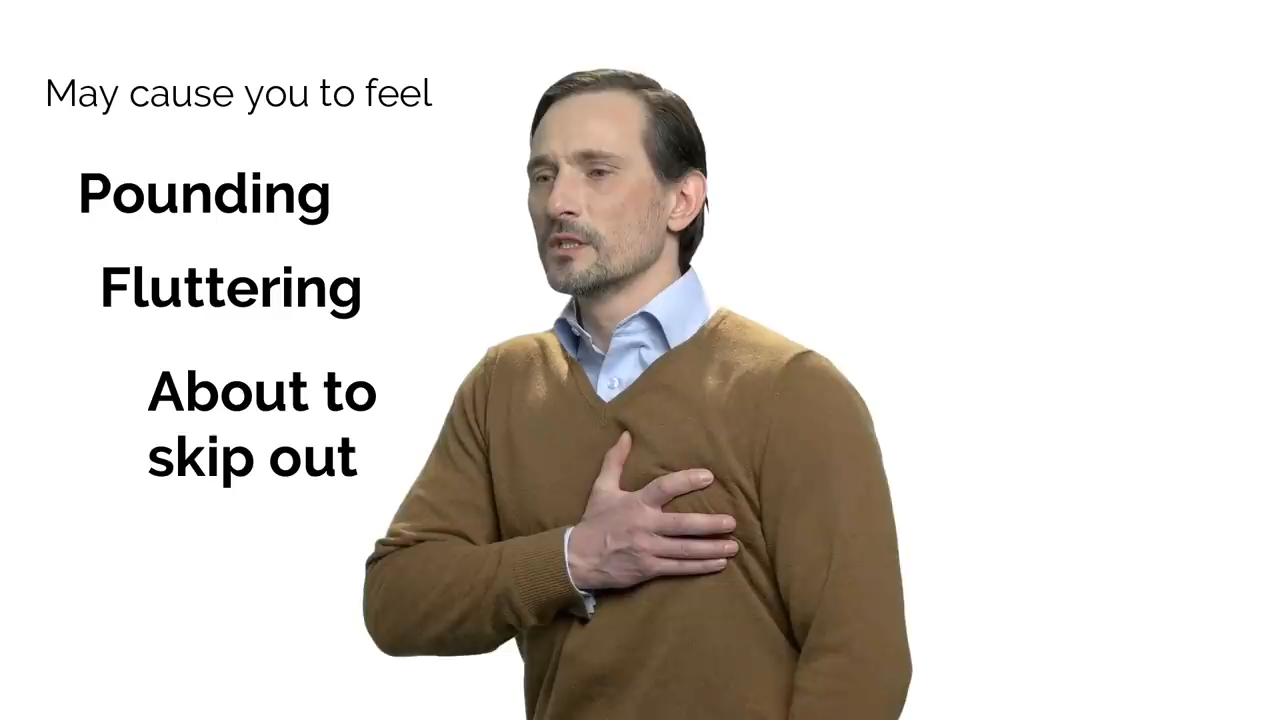 May cause you to feel
Pounding
Fluttering
About to
skip out